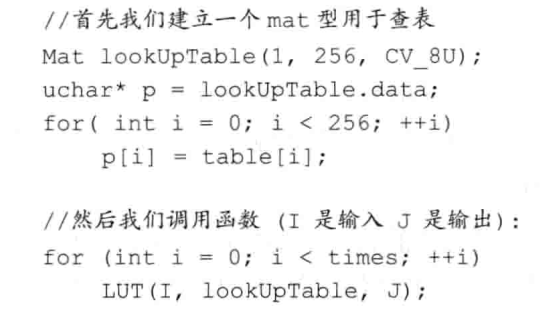 //首先我们建立一个mat型用于查表
Mat lookUpTable(1, 256, CV_8U);
uchar* p = lookUpTable.data;
for( int i = 0; i < 256; ++i)
    p[i] = table[i];

//然后我们调用函数 (I 是输入 J 是输出):
for (int i = 0; i < times; ++i)
    LUT(I, lookUpTable, J);